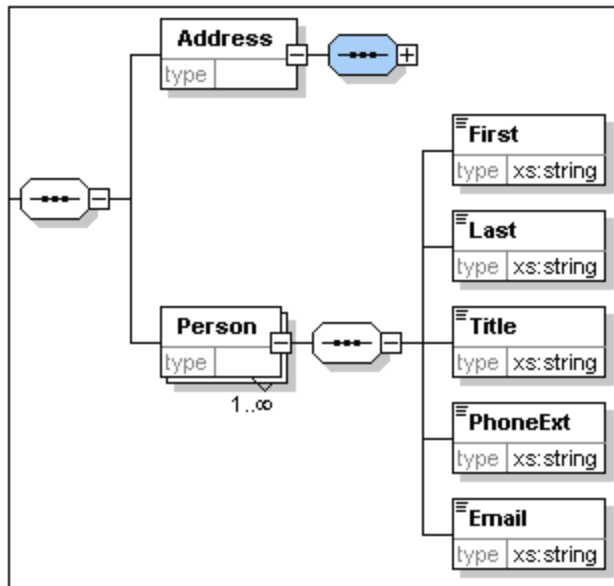 Address
type
First
type xs:string
Last
type xs:string
Person
type
1..∞
Title
type xs:string
PhoneExt
type xs:string
Email
type xs:string